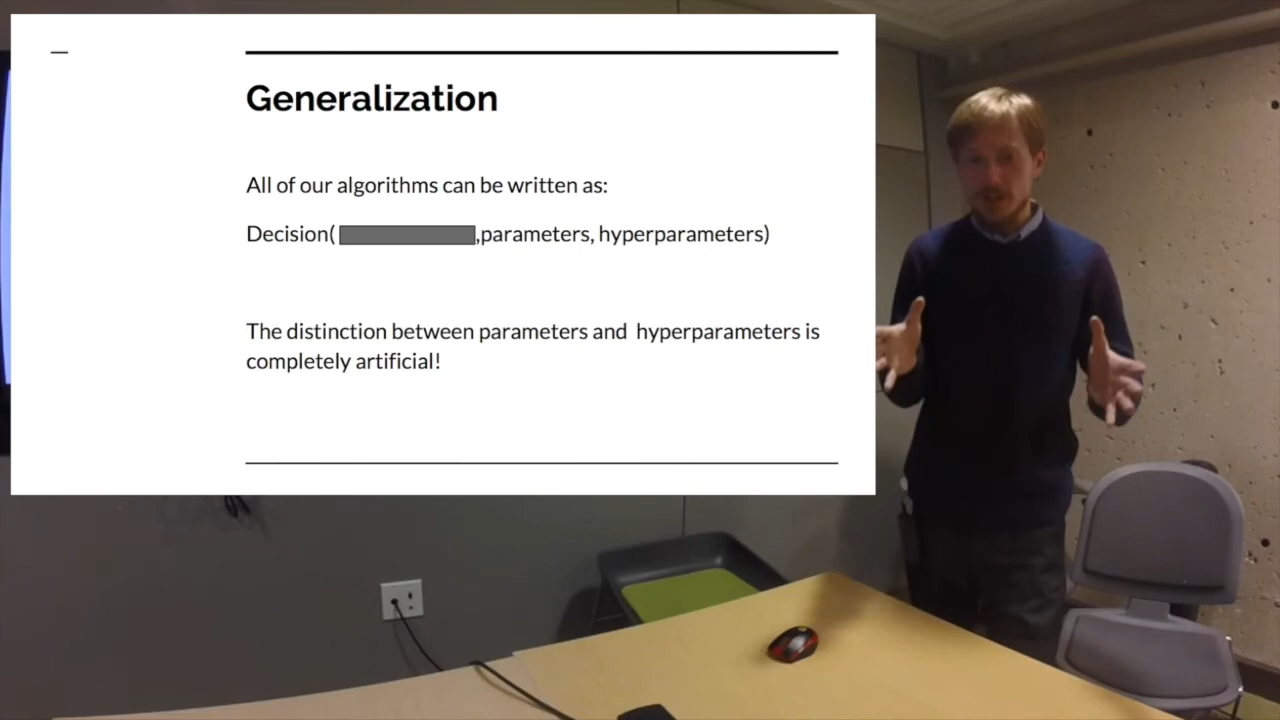 Generalization
All of our algorithms can be written as:
Decision( ,parameters, hyperparameters)
The distinction between parameters and hyperparameters is
completely artificial!